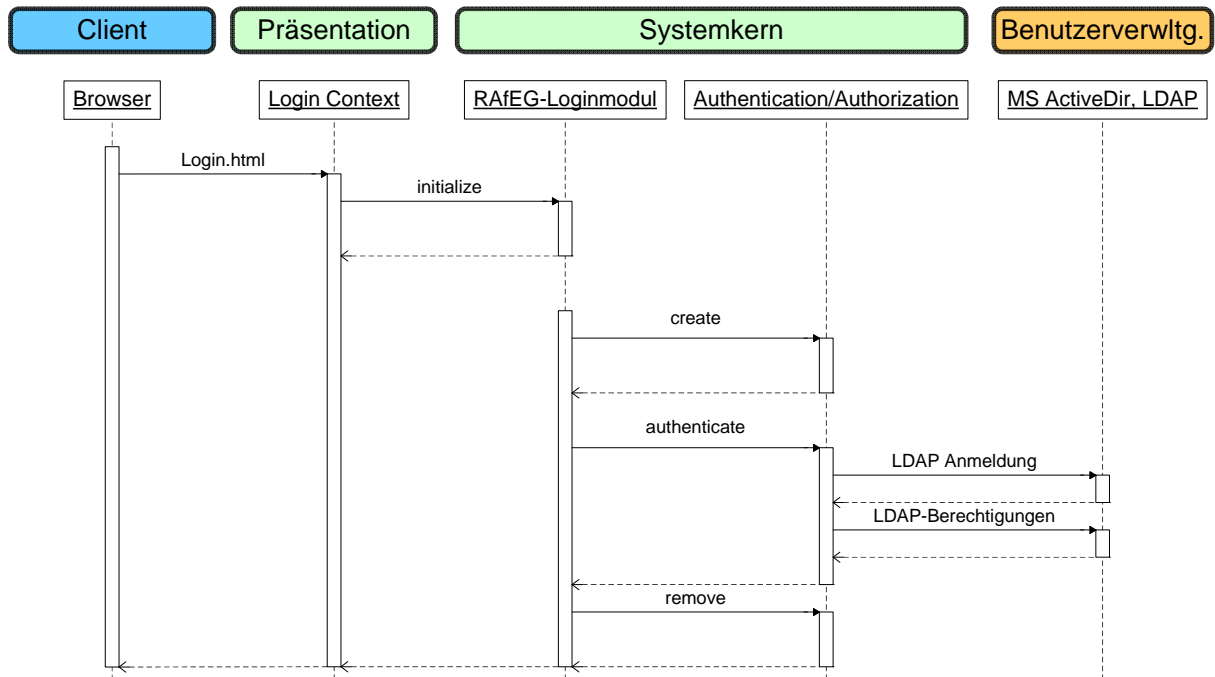 Client
Präsentation
Systemkern
Benutzerverwltg.
Browser
Login Context
RAfEG-Loginmodul
Authentication/Authorization
MS ActiveDir, LDAP
Login.html
initialize
create
authenticate
LDAP Anmeldung
LDAP-Berechtigungen
remove